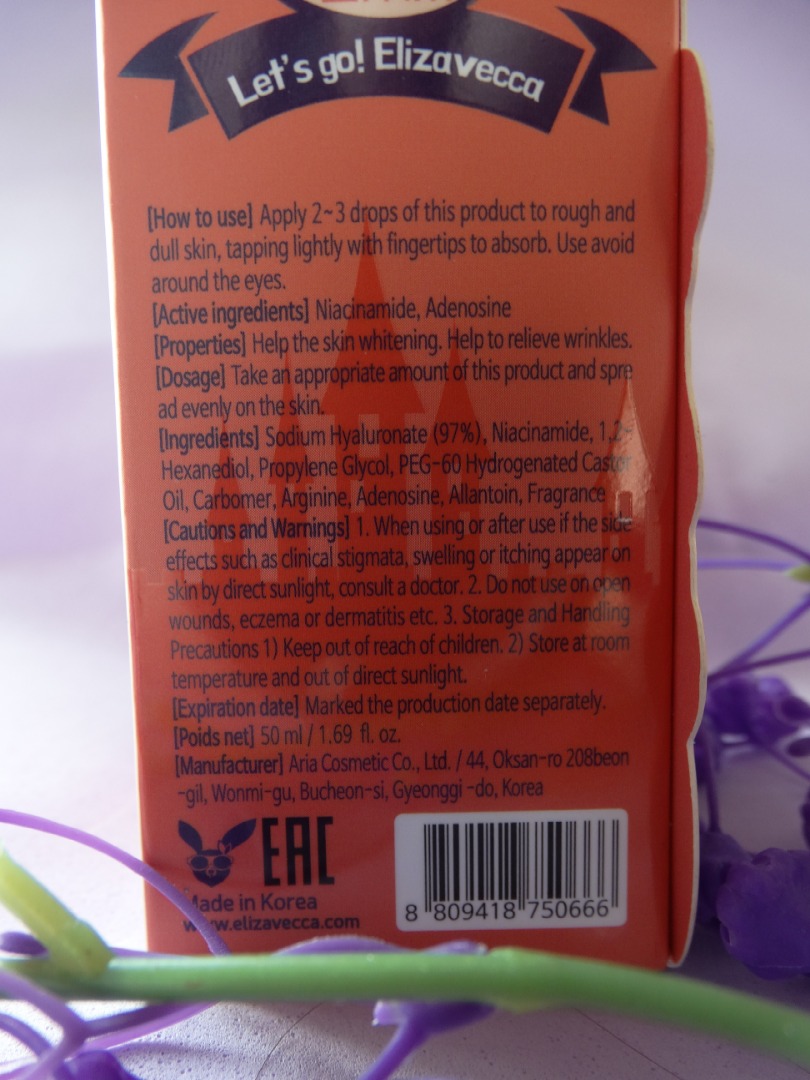 Let's go! Elizavecca
[How to use] Apply 2~3 drops of this product to rough and
dull skin, tapping lightly with fingertips to absorb. Use avoid
around the eyes.
[Active ingredients] Niacinamide, Adenosine
[Properties] Help the skin whitening. Help to relieve wrinkles.
[Dosage] Take an appropriate amount of this product and spre
ad evenly on the skin.
[Ingredients] Sodium Hyaluronate (97%), Niacinamide, 1,2-
Hexanediol, Propylene Glycol, PEG-60 Hydrogenated Castor
Oil, Carbomer, Arginine, Adenosine, Allantoin, Fragrance
[Cautions and Warnings] 1. When using or after use if the side
effects such as clinical stigmata, swelling or itching appear on
skin by direct sunlight, consult a doctor. 2. Do not use on open
wounds, eczema or dermatitis etc. 3. Storage and Handling
Precautions 1) Keep out of reach of children. 2) Store at room
temperature and out of direct sunlight.
[Expiration date] Marked the production date separately.
[Poids net] 50 ml / 1.69 fl. oz.
[Manufacturer] Aria Cosmetic Co., Ltd. / 44, Oksan-ro 208beon
-gil, Wonmi-gu, Bucheon-si, Gyeonggi -do, Korea
EAC
Made in Korea
www.elizavecca.com
8 809418 750666